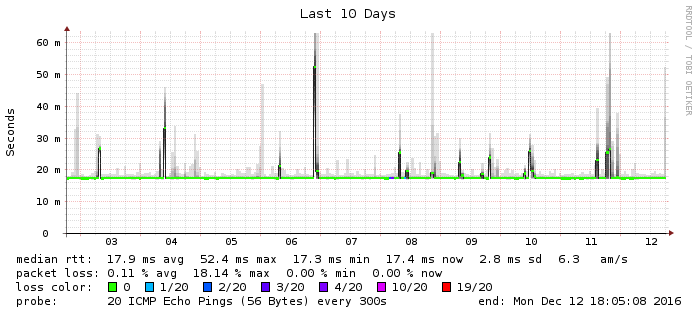 Last 10 Days
RRDTOOL / TOBI OETIKER
Seconds
60 m
50 m
40 m
30 m
20 m
10 m
0
03 04 05 06 07 08 09 10 11 12
median rtt: 17.9 ms avg 52.4 ms max 17.3 ms min 17.4 ms now 2.8 ms sd 6.3 am/s
packet loss: 0.11 % avg 18.14 % max 0.00 % min 0.00 % now
loss color: 0 1/20 2/20 3/20 4/20 10/20 19/20
probe: 20 ICMP Echo Pings (56 Bytes) every 300s end: Mon Dec 12 18:05:08 2016